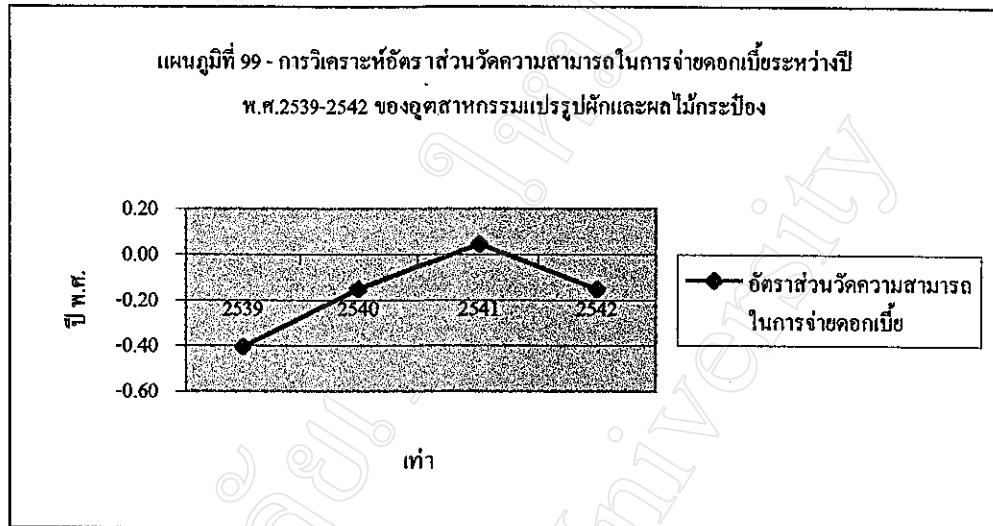 แผนภูมิที่ 99 - การวิเคราะห์อัตราส่วนวัดความสามารถในการจ่ายดอกเบี้ยระหว่างปี
พ.ศ.2539-2542 ของอุตสาหกรรมแปรรูปผักและผลไม้กระป๋อง
0.20
0.00
-0.20
-0.40
-0.60
ปี พ.ศ.
2539
2540
2541
2542
เท่า
อัตราส่วนวัดความสามารถ
ในการจ่ายดอกเบี้ย
University
University